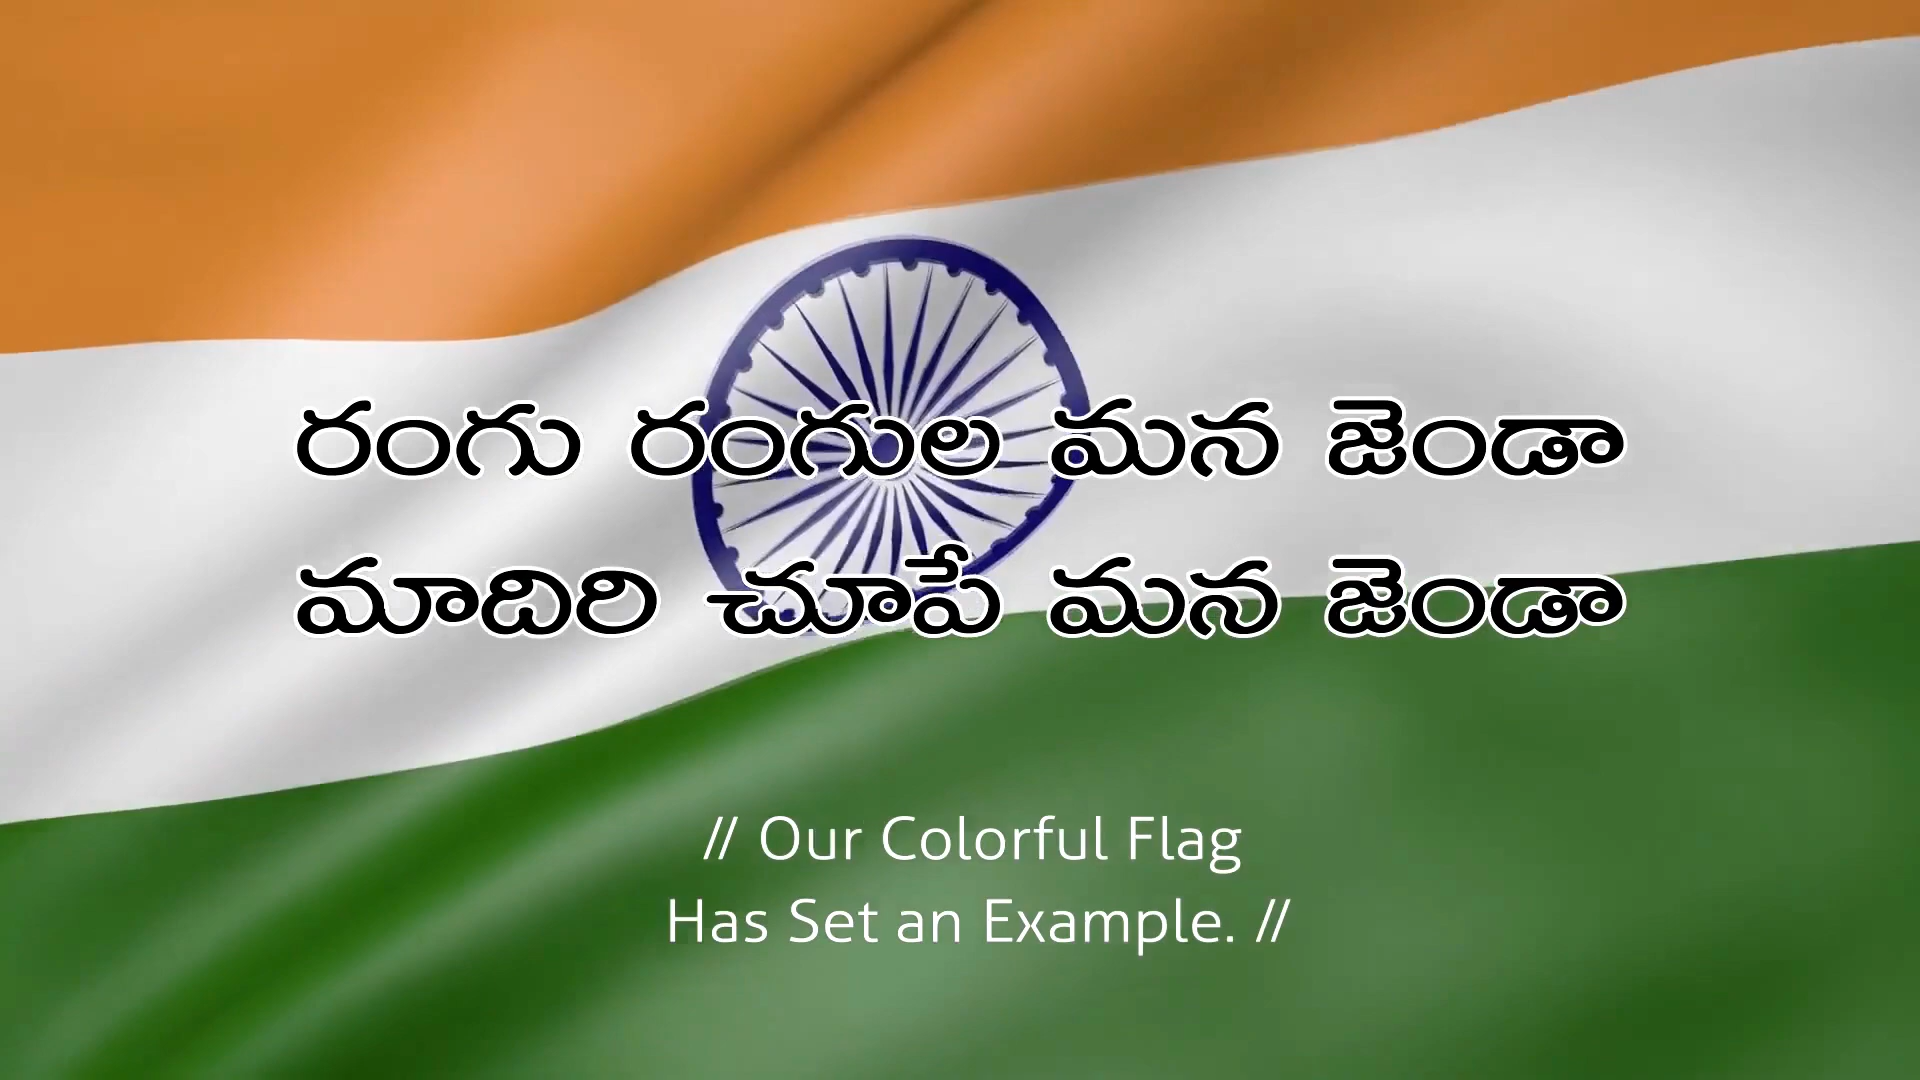 రంగు రంగుల మన జెండా
మాదిరి చూపే మన జెండా
// Our Colorful Flag
Has Set an Example. //